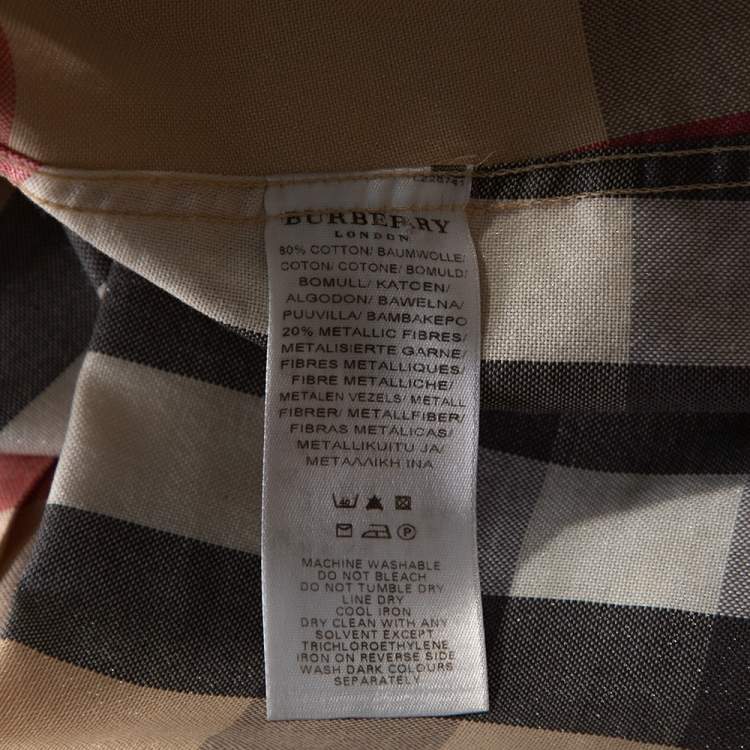 BURBERRY
LONDON
80% COTTON/ BAUMWOLLE/
COTON/ COTONE/ BOMULD/
BOMULL/ KATOEN/
ALGODON/ BAWELNA/
PUUVILLA/ ΒΑΜΒΑΚΕΡΟ
20% METALLIC FIBRES/
METALISIERTE GARNE/
FIBRES METALLIQUES/
FIBRE METALLICHE/
METALEN VEZELS/ METALL
FIBRER/ METALLFIBER/
FIBRAS METÁLICAS/
METALLIKUITU JA/
ΜΕΤΑΛΛΙΚΗ ΙΝΑ
40
P
MACHINE WASHABLE
DO NOT BLEACH
DO NOT TUMBLE DRY
LINE DRY
COOL IRON
DRY CLEAN WITH ANY
SOLVENT EXCEPT
TRICHLOROETHYLENE
IRON ON REVERSE SIDE
WASH DARK COLOURS
SEPARATELY